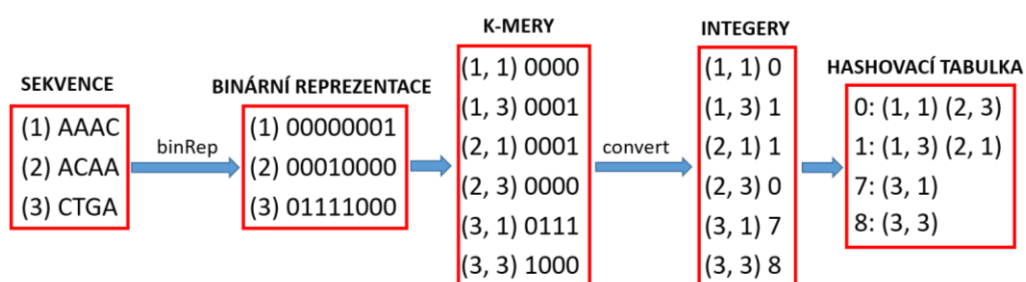 SEKVENCE
(1) AAAC
(2) ACAA
(3) CTGA
binRep
BINÁRNÍ REPREZENTACE
(1) 00000001
(2) 00010000
(3) 01111000
K-MERY
(1, 1) 0000
(1, 3) 0001
(2, 1) 0001
(2, 3) 0000
(3, 1) 0111
(3, 3) 1000
convert
INTEGERY
(1, 1) 0
(1, 3) 1
(2, 1) 1
(2, 3) 0
(3, 1) 7
(3, 3) 8
HASHOVACÍ TABULKA
0: (1, 1) (2, 3)
1: (1, 3) (2, 1)
7: (3, 1)
8: (3, 3)